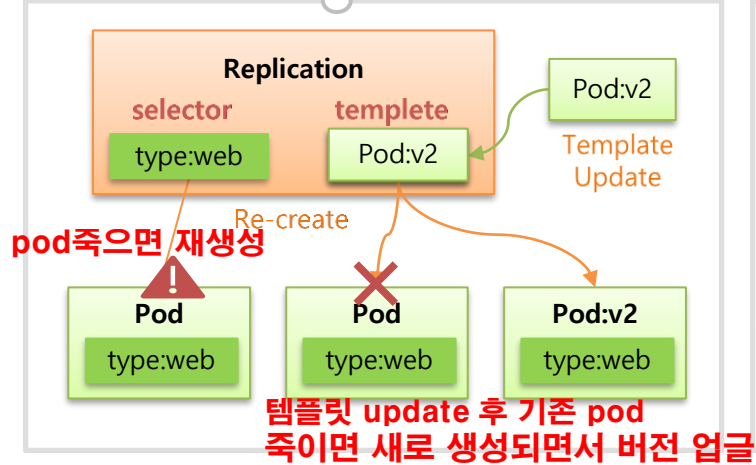 Replication
selector
templete
type:web
Pod:v2
Pod:v2
Template
Update
Re-create
pod죽으면 재생성
Pod
type:web
Pod
type:web
Pod:v2
type:web
템플릿 update 후 기존 pod
죽이면 새로 생성되면서 버전 업글